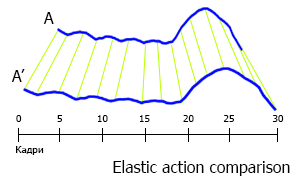 A
A’
0 5 10 15 20 25 30
Кадри
Elastic action comparison